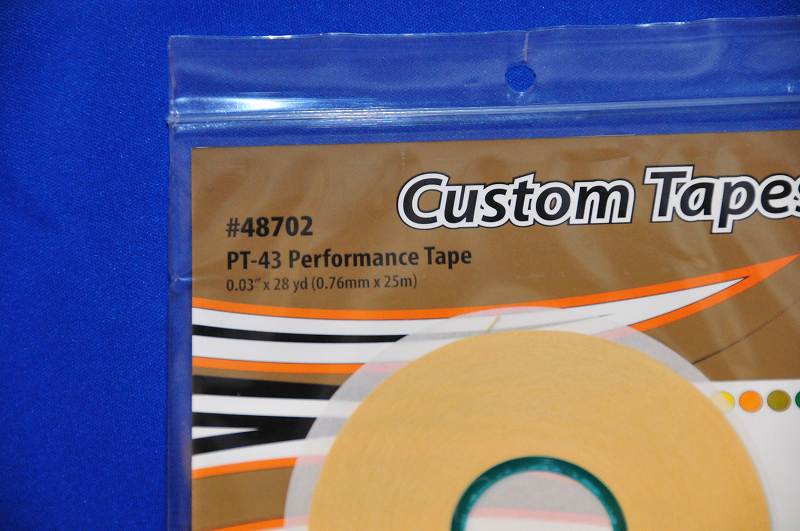 Custom Tapes
#48702
PT-43 Performance Tape
0.03" x 28 yd (0.76mm x 25m)